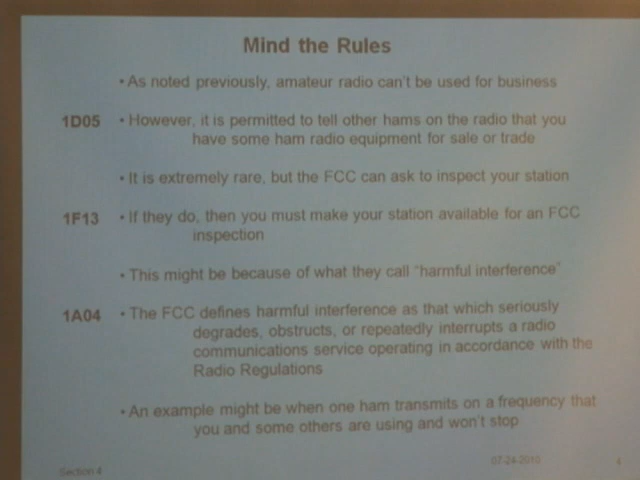 Mind the Rules
• As noted previously, amateur radio can't be used for business
1D05 • However, it is permitted to tell other hams on the radio that you
have some ham radio equipment for sale or trade
• It is extremely rare, but the FCC can ask to inspect your station
1F13 • If they do, then you must make your station available for an FCC
inspection
• This might be because of what they call "harmful interference"
1A04 • The FCC defines harmful interference as that which seriously
degrades, obstructs, or repeatedly interrupts a radio
communications service operating in accordance with the
Radio Regulations
• An example might be when one ham transmits on a frequency that
you and some others are using and won't stop
Section 4 07-24-2010 4